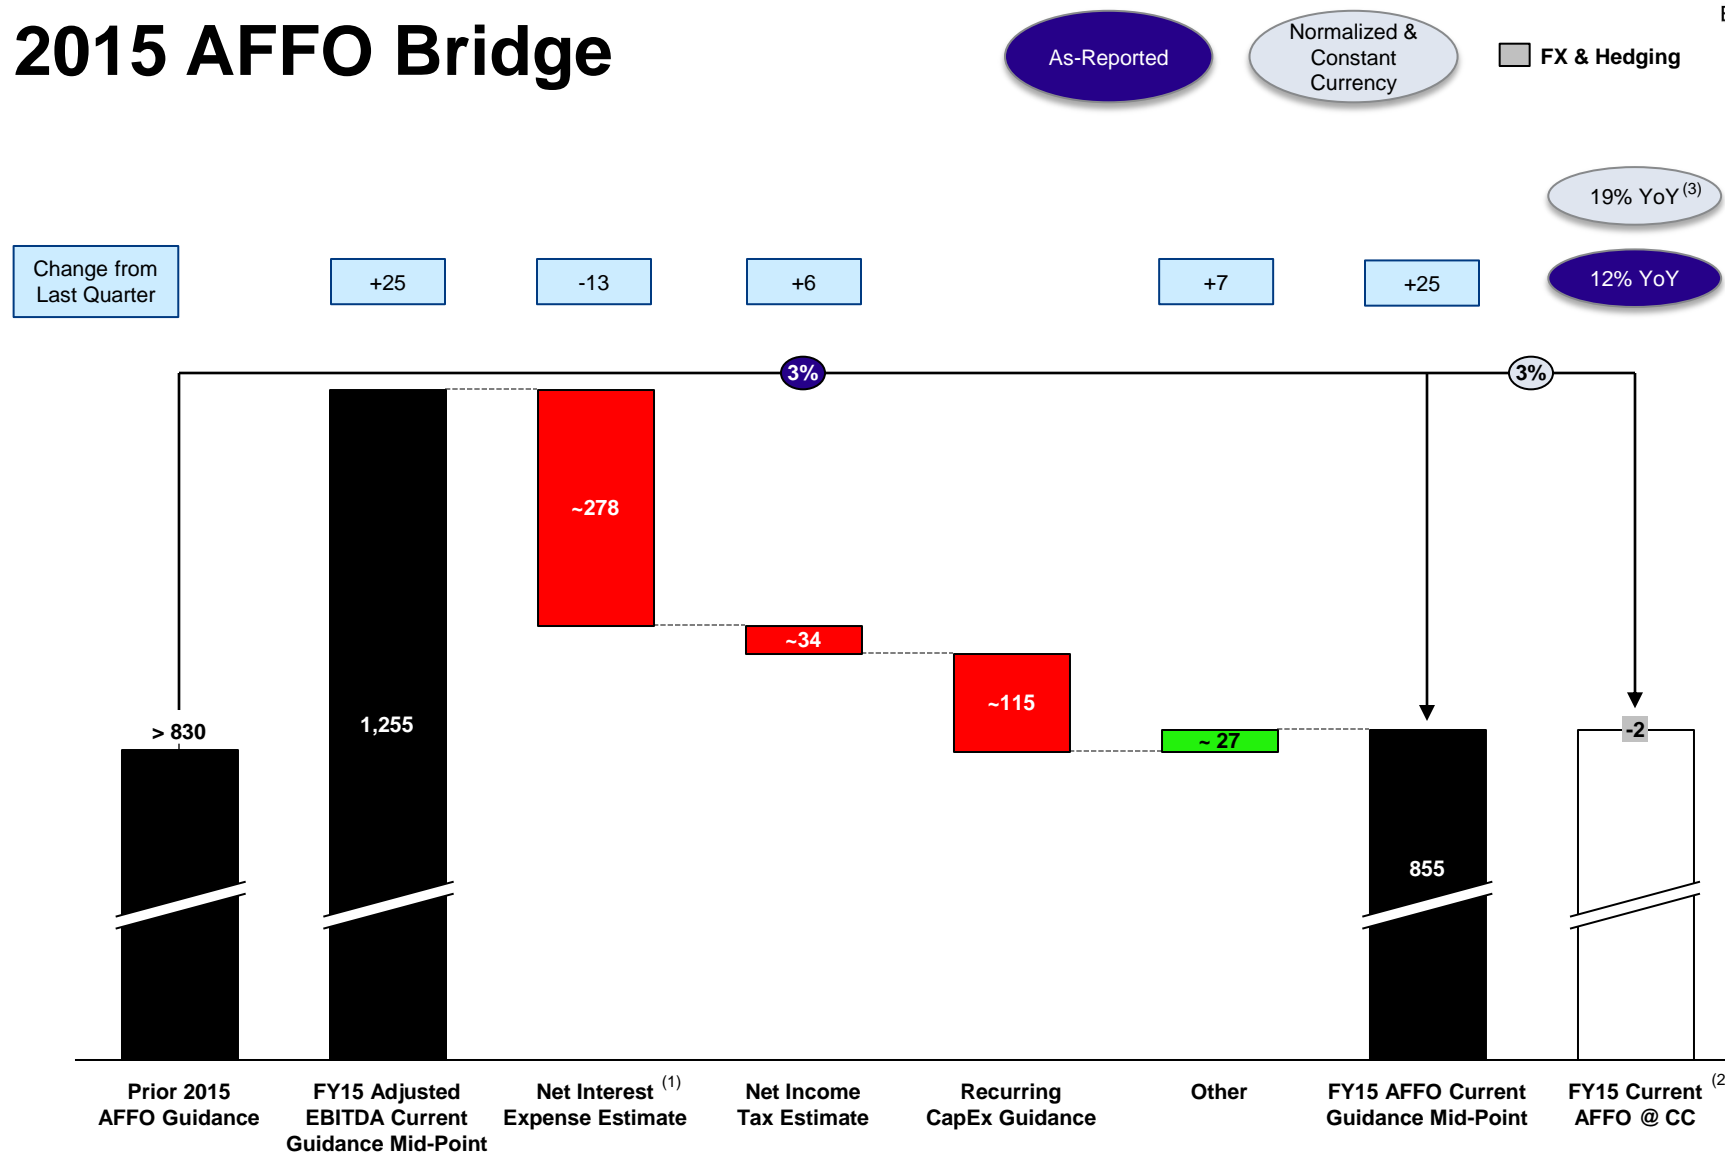 2015 AFFO Bridge
As-Reported
Normalized &
Constant
Currency
FX & Hedging
19% YoY (3)
12% YoY
Change from
Last Quarter
+25
-13
+6
+7
+25
3%
3%
> 830
1,255
~278
~34
~115
~ 27
855
-2
Prior 2015
AFFO Guidance
FY15 Adjusted
EBITDA Current
Guidance Mid-Point
Net Interest (1)
Expense Estimate
Net Income
Tax Estimate
Recurring
CapEx Guidance
Other
FY15 AFFO Current
Guidance Mid-Point
FY15 Current (2
AFFO @ CC